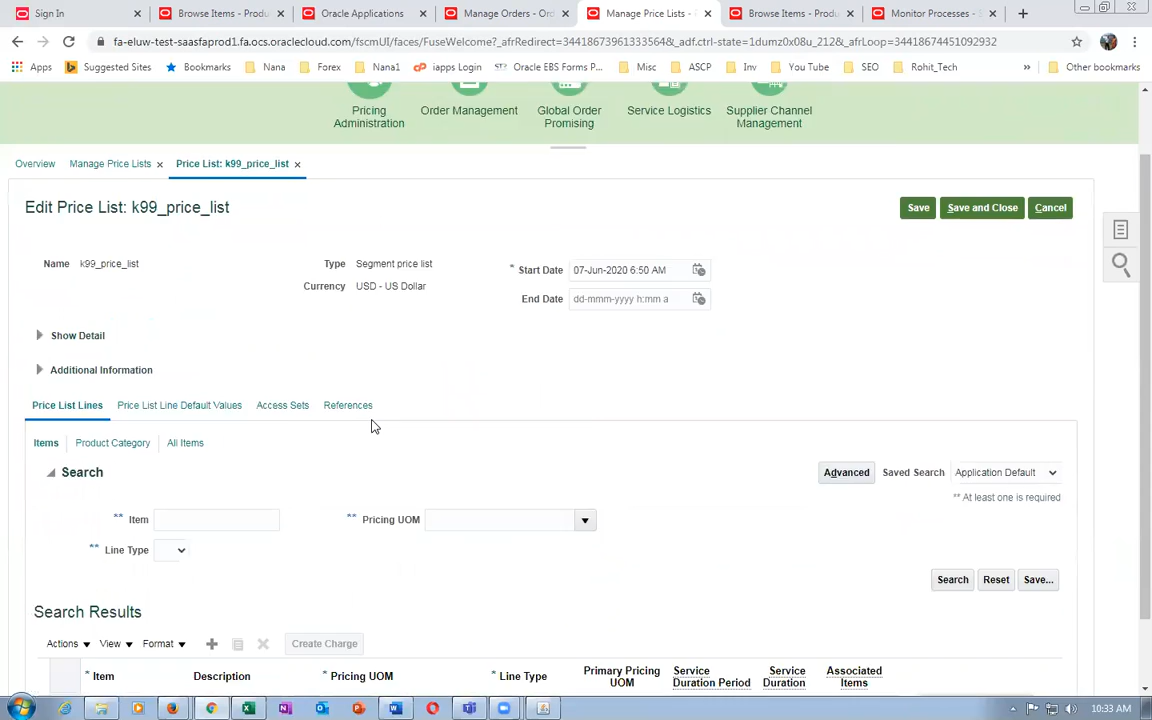 Sign In
Browse Items - Produ
Oracle Applications
Manage Orders - Ord
Manage Price Lists -
Browse Items - Produ
Monitor Processes -
fa-eluw-test-saasfaprod1.fa.ocs.oraclecloud.com/fscmUI/faces/FuseWelcome?_afrRedirect=344186739613335648&_adf.ctrl-state=1dumz0x08u_212&_afrLoop=34418674451092932
Apps
Suggested Sites
Bookmarks
Nana
Forex
Nana1
iapps Login
Oracle EBS Forms P...
Misc
ASCP
Inv
You Tube
SEO
Rohit_Tech
»
Other bookmarks
Pricing Administration
Order Management
Global Order Promising
Service Logistics
Supplier Channel Management
Overview
Manage Price Lists
Price List: k99_price_list
Edit Price List: k99_price_list
Save
Save and Close
Cancel
Name k99_price_list
Type Segment price list
* Start Date 07-Jun-2020 6:50 AM
Currency USD - US Dollar
End Date dd-mmm-yyyy h:mm a
Show Detail
Additional Information
Price List Lines
Price List Line Default Values
Access Sets
References
Items
Product Category
All Items
Search
Advanced
Saved Search
Application Default
** At least one is required
** Item
** Pricing UOM
** Line Type
Search
Reset
Save...
Search Results
Actions
View
Format
Create Charge
* Item
Description
* Pricing UOM
* Line Type
Primary Pricing UOM
Service Duration Period
Service Duration
Associated Items
10:33 AM